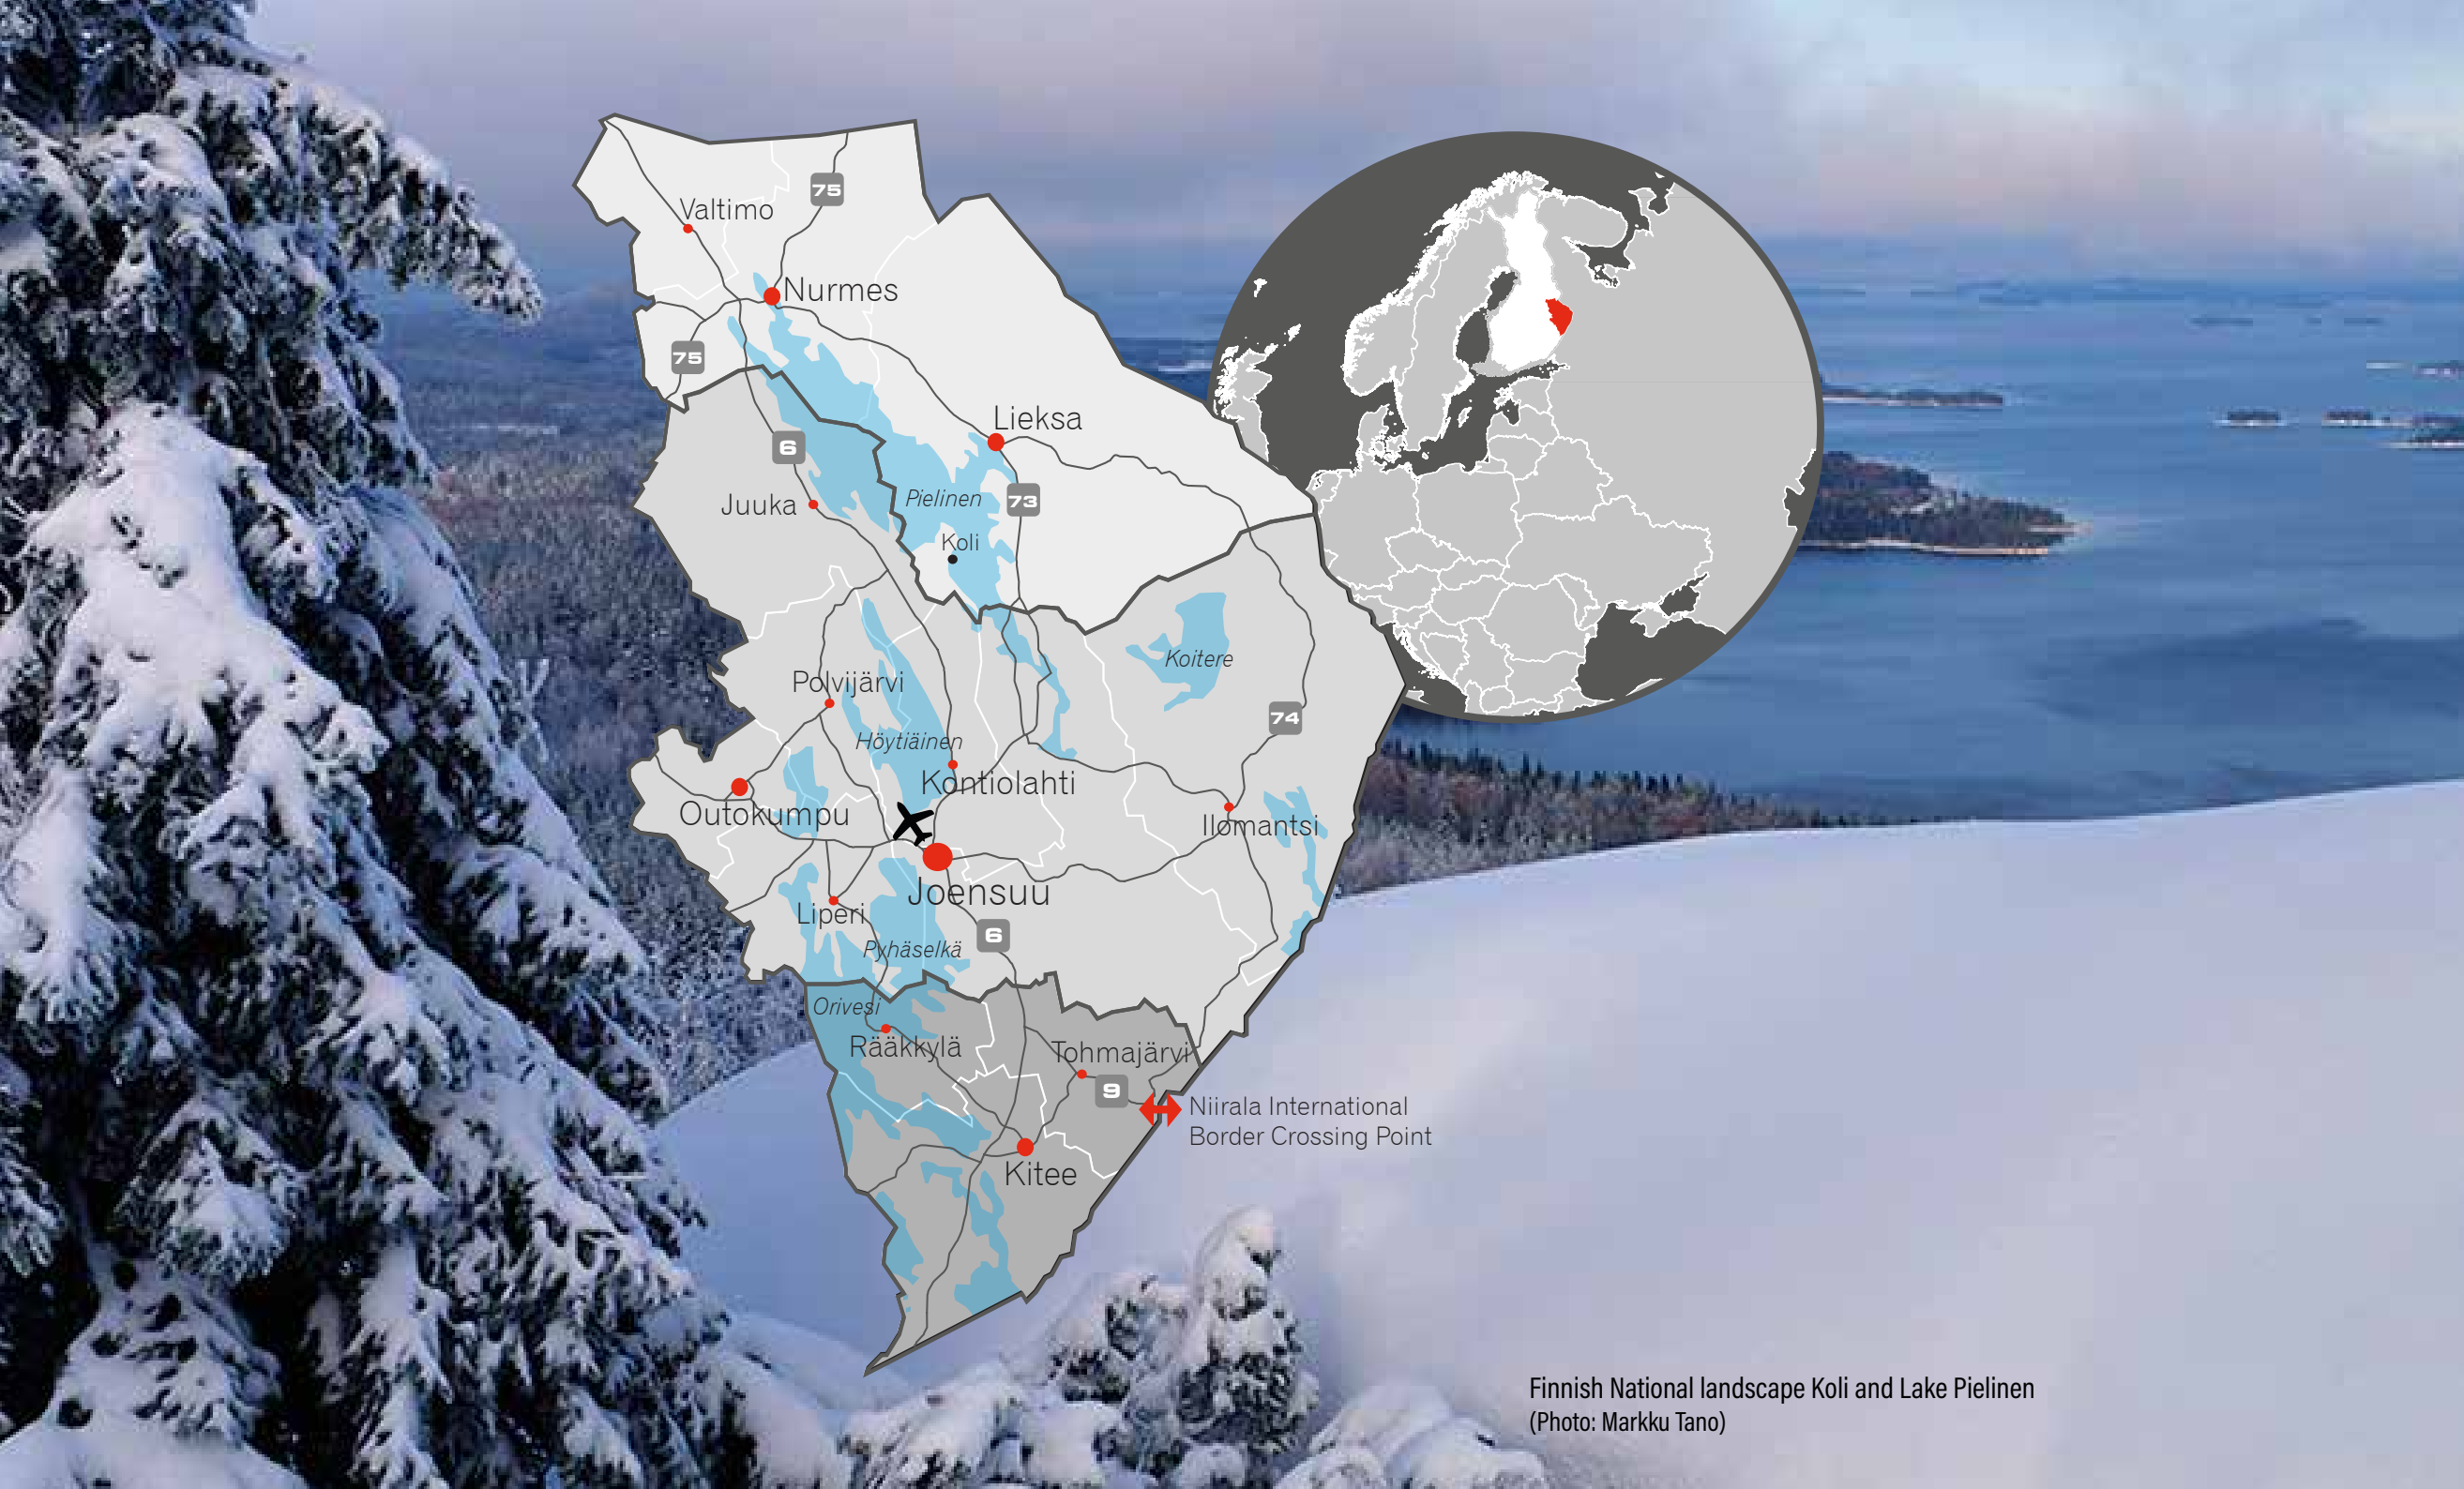 75
Valtimo
Nurmes
75
Lieksa
6
Juuka
Pielinen
73
Koli
Koitere
Polvijärvi
74
Höytiäinen
Kontiolahti
Outokumpu
Ilomantsi
Joensuu
Liperi
6
Pyhäselkä
Orivesi
Rääkkylä
Tohmajärvi
9
Niirala International
Border Crossing Point
Kitee
Finnish National landscape Koli and Lake Pielinen
(Photo: Markku Tano)